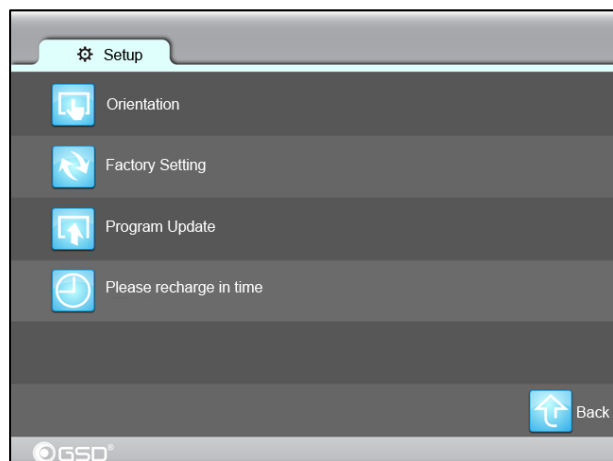 Setup
Orientation
Factory Setting
Program Update
Please recharge in time
Back
GSD®